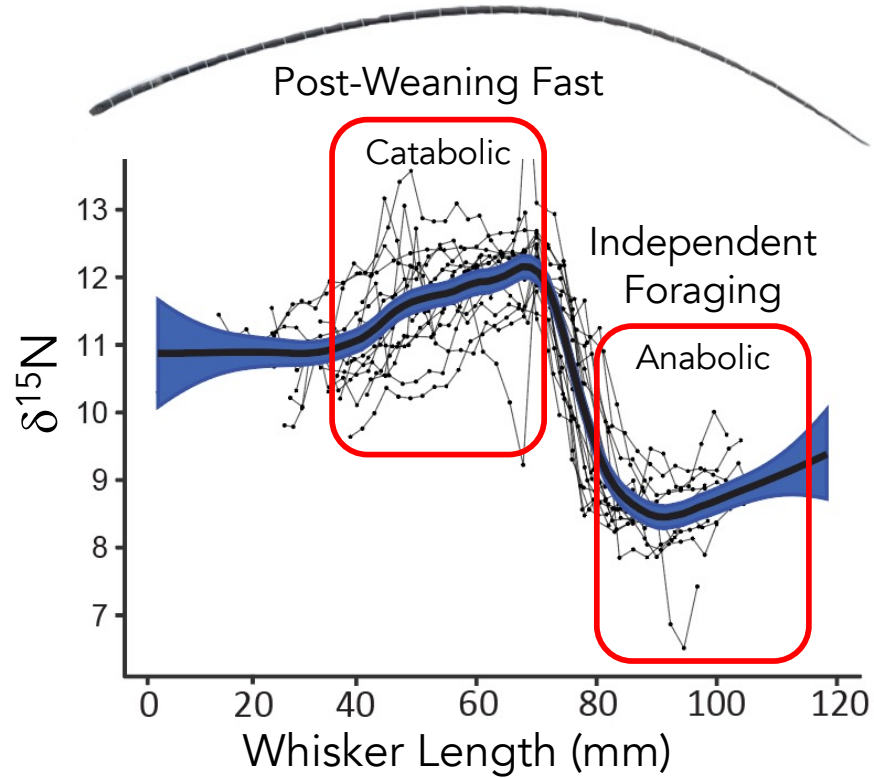 Post-Weaning Fast
Catabolic
13
12
11
10
9
8
7
δ15N
Independent
Foraging
Anabolic
0 20 40 60 80 100 120
Whisker Length (mm)